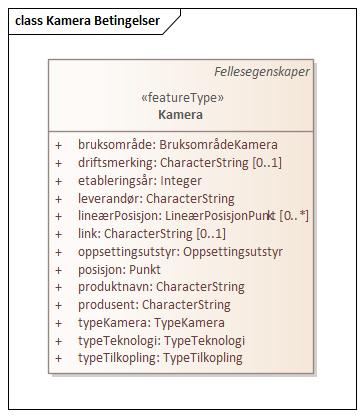 class Kamera Betingelser
Fellesegenskaper
«featureType»
Kamera
+ bruksområde: BruksområdeKamera
+ driftsmerking: CharacterString [0..1]
+ etableringsår: Integer
+ leverandør: CharacterString
+ lineærPosisjon: LineærPosisjonPunkt [0..*]
+ link: CharacterString [0..1]
+ oppsettingsutstyr: Oppsettingsutstyr
+ posisjon: Punkt
+ produktnavn: CharacterString
+ produsent: CharacterString
+ typeKamera: TypeKamera
+ typeTeknologi: TypeTeknologi
+ typeTilkopling: TypeTilkopling